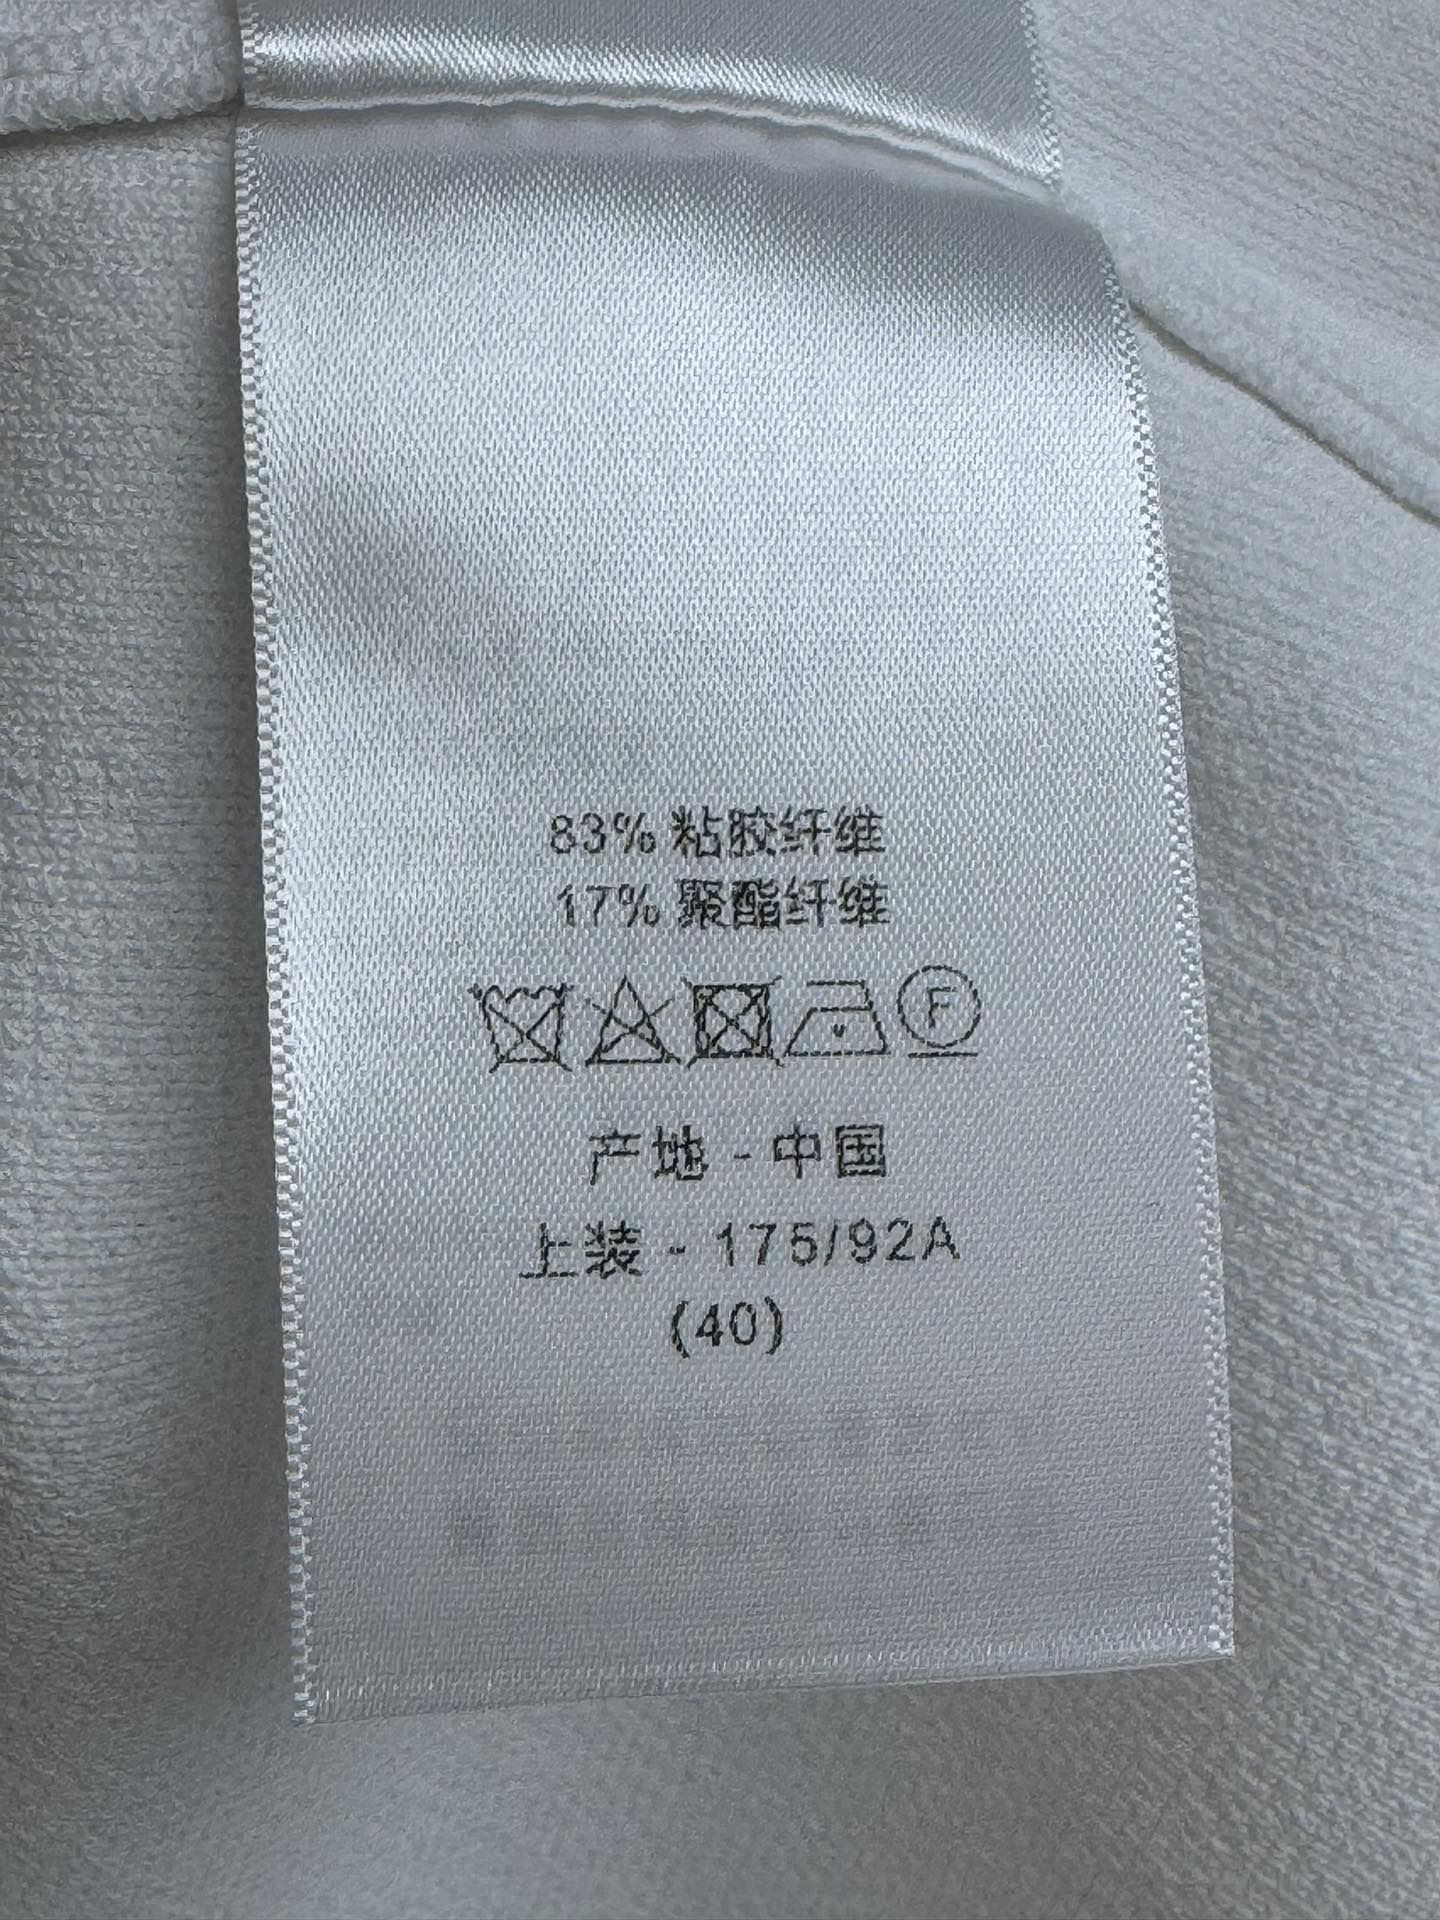 83% 粘胶纤维
17% 聚酯纤维
F
产地 - 中国
上装 - 175/92A
(40)